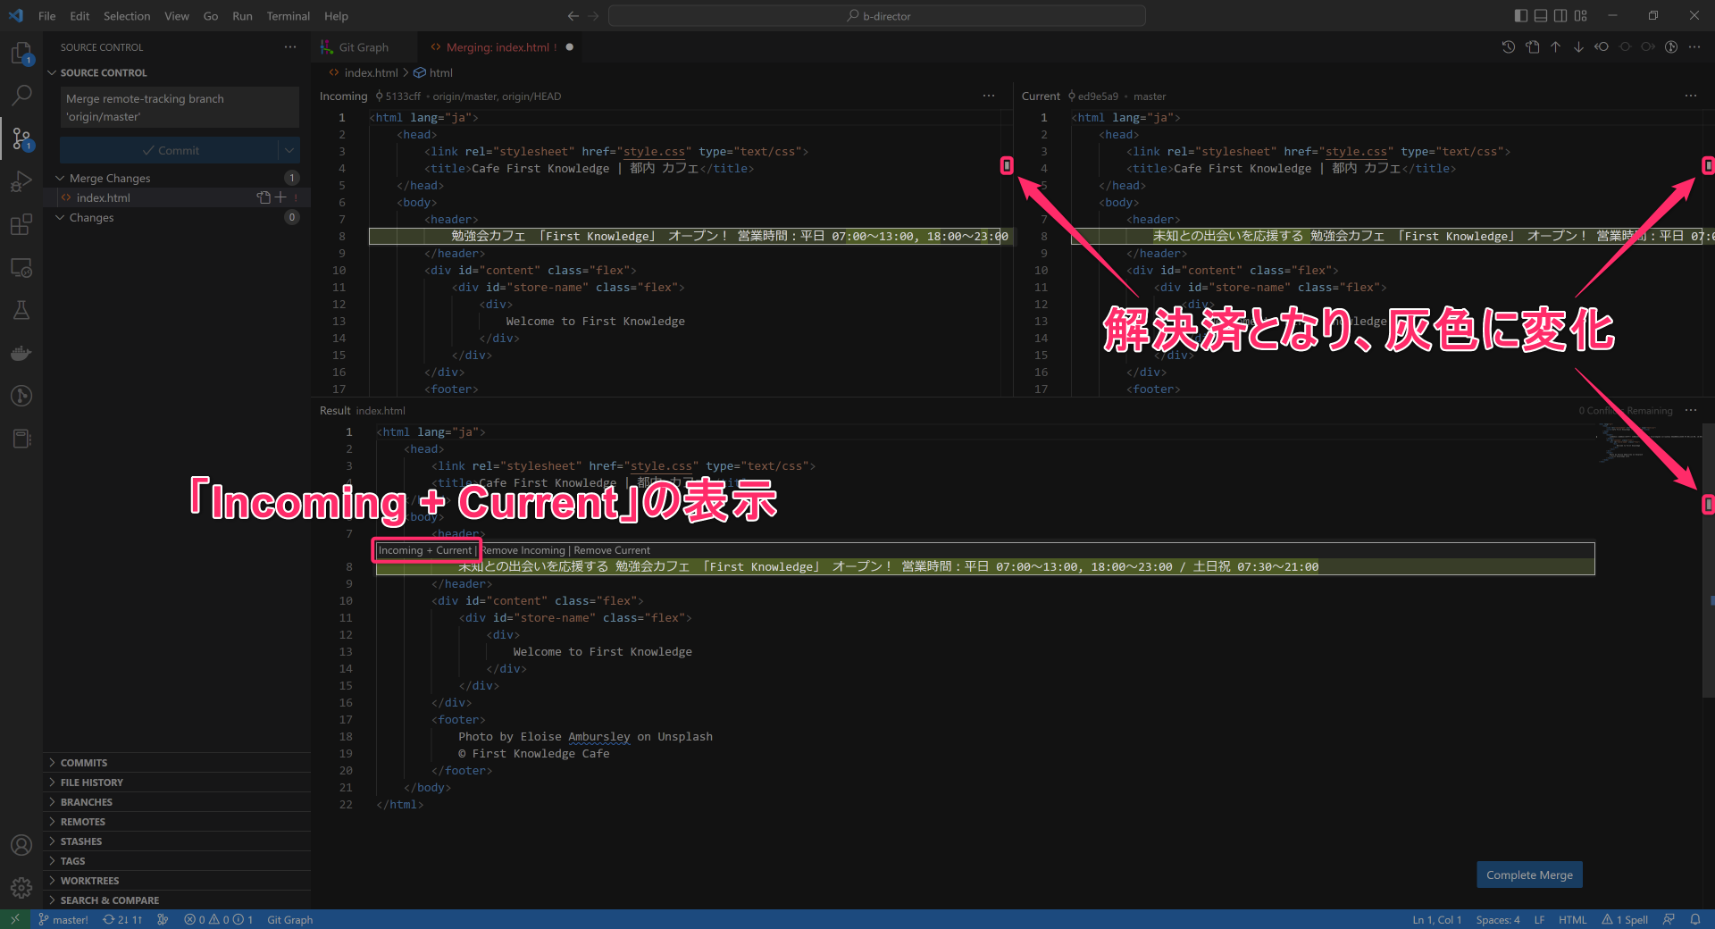 File Edit Selection View Go Run Terminal Help
b-director
SOURCE CONTROL
SOURCE CONTROL
Merge remote-tracking branch
'origin/master'
Commit
Merge Changes 1
index.html !
Changes 0
COMMITS
FILE HISTORY
BRANCHES
REMOTES
STASHES
TAGS
WORKTREES
SEARCH & COMPARE
Git Graph
Merging: index.html !
index.html > html
Incoming 5133cff • origin/master, origin/HEAD
1 <html lang="ja">
2 <head>
3 <link rel="stylesheet" href="style.css" type="text/css">
4 <title>Cafe First Knowledge | 都内 カフェ</title>
5 </head>
6 <body>
7 <header>
8 勉強会カフェ 「First Knowledge」 オープン！ 営業時間：平日 07:00～13:00, 18:00～23:00
9 </header>
10 <div id="content" class="flex">
11 <div id="store-name" class="flex">
12 <div>
13 Welcome to First Knowledge
14 </div>
15 </div>
16 </div>
17 <footer>
Current ed9e5a9 • master
1 <html lang="ja">
2 <head>
3 <link rel="stylesheet" href="style.css" type="text/css">
4 <title>Cafe First Knowledge | 都内 カフェ</title>
5 </head>
6 <body>
7 <header>
8 未知との出会いを応援する 勉強会カフェ 「First Knowledge」 オープン！ 営業時間：平日 07:
9 </header>
10 <div id="content" class="flex">
11 <div id="store-name" class="flex">
12 <div>
13 Knowledge
14 </div>
15 </div>
16 </div>
17 <footer>
解決済となり、灰色に変化
Result index.html
0 Conflicts Remaining
1 <html lang="ja">
2 <head>
3 <link rel="stylesheet" href="style.css" type="text/css">
4 <title>Cafe First Knowledge | 都内 カフェ
「Incoming + Current」の表示
<body>
7 <header>
Incoming + Current | Remove Incoming | Remove Current
8 未知との出会いを応援する 勉強会カフェ 「First Knowledge」 オープン！ 営業時間：平日 07:00～13:00, 18:00～23:00 / 土日祝 07:30～21:00
9 </header>
10 <div id="content" class="flex">
11 <div id="store-name" class="flex">
12 <div>
13 Welcome to First Knowledge
14 </div>
15 </div>
16 </div>
17 <footer>
18 Photo by Eloise Ambursley on Unsplash
19 © First Knowledge Cafe
20 </footer>
21 </body>
22 </html>
Complete Merge
master! 2↓ 1↑ 0 0 1 Git Graph
Ln 1, Col 1 Spaces: 4 LF HTML 1 Spell